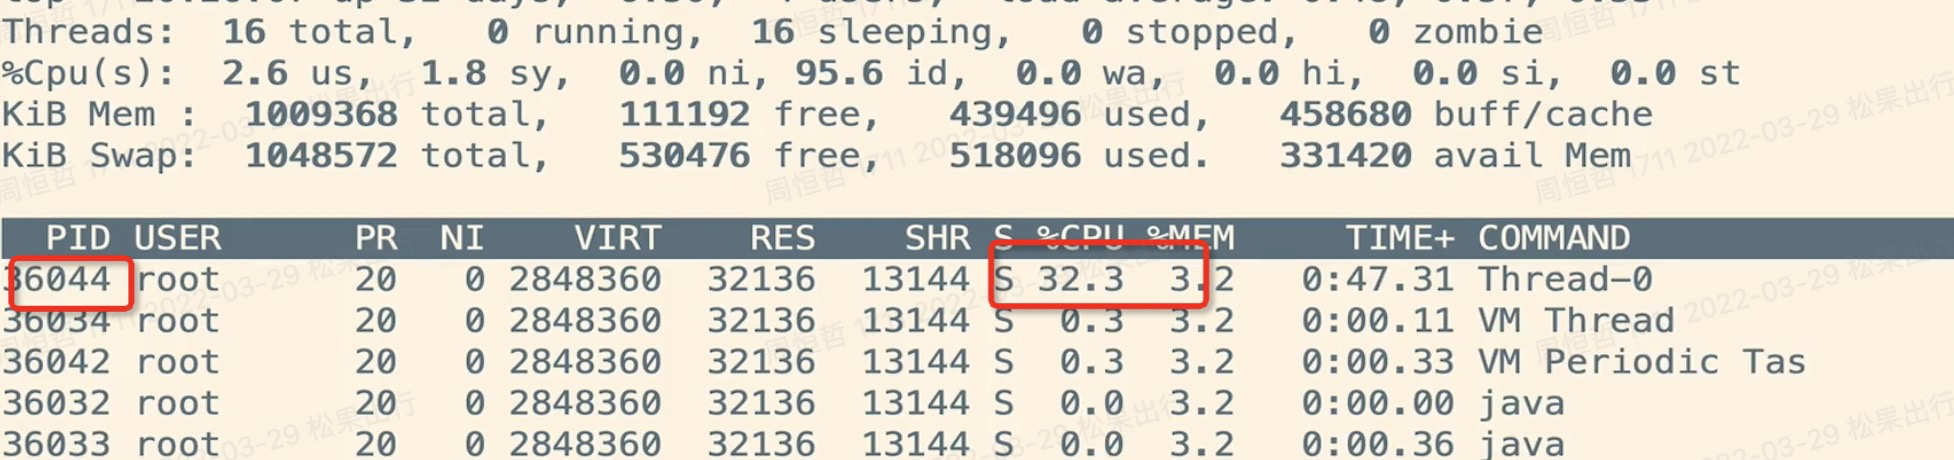 Threads:  16 total,   0 running,  16 sleeping,   0 stopped,   0 zombie
%Cpu(s):  2.6 us,  1.8 sy,  0.0 ni, 95.6 id,  0.0 wa,  0.0 hi,  0.0 si,  0.0 st
KiB Mem :  1009368 total,   111192 free,   439496 used,   458680 buff/cache
KiB Swap:  1048572 total,   530476 free,   518096 used.   331420 avail Mem
周恒哲 1711 2022-03-29 松果出行
PID USER      PR  NI    VIRT    RES    SHR S %CPU %MEM     TIME+ COMMAND
36044 root      20   0 2848360  32136  13144 S 32.3  3.2   0:47.31 Thread-0
36034 root      20   0 2848360  32136  13144 S  0.3  3.2   0:00.11 VM Thread
36042 root      20   0 2848360  32136  13144 S  0.3  3.2   0:00.33 VM Periodic Tas
36032 root      20   0 2848360  32136  13144 S  0.0  3.2   0:00.00 java
36033 root      20   0 2848360  32136  13144 S  0.0  3.2   0:00.36 java